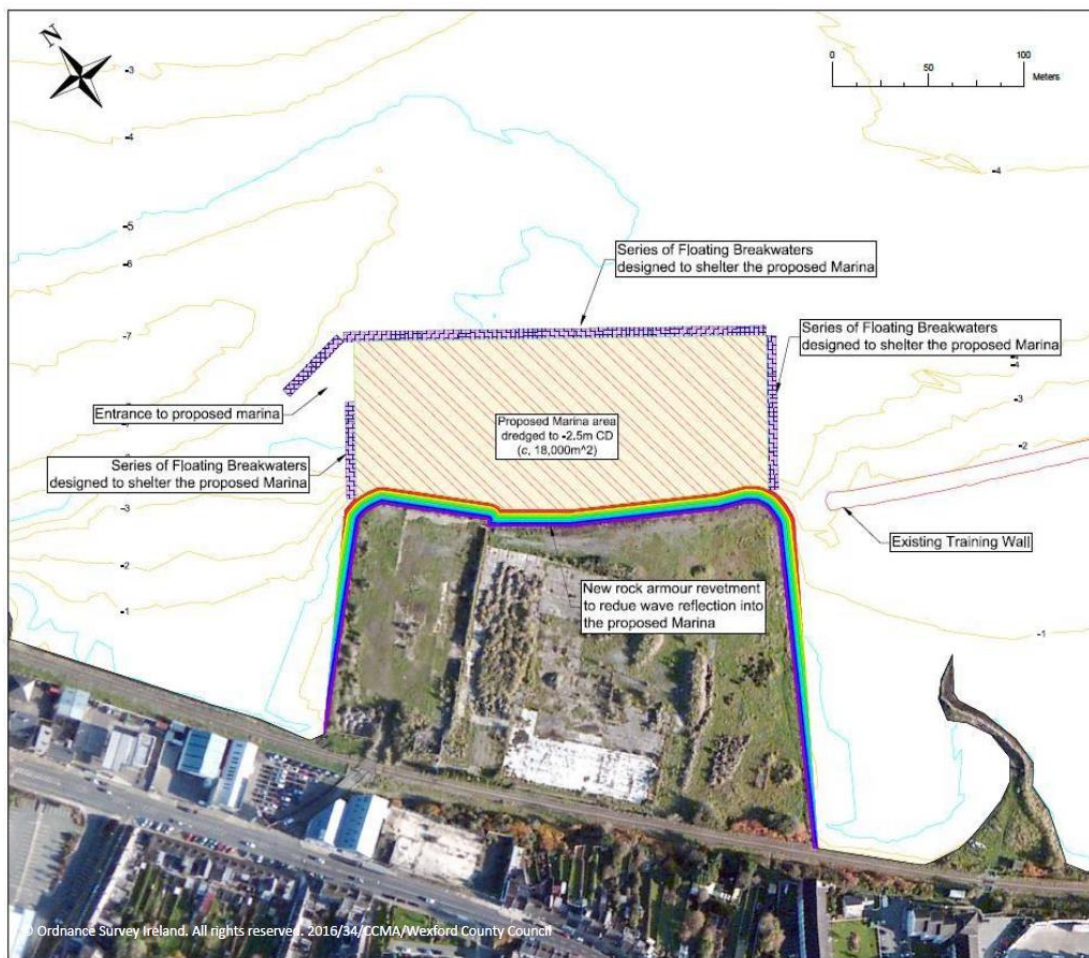 N
0 50 100
Meters
-3
-4
-4
-5
-6
-7
Series of Floating Breakwaters
designed to shelter the proposed Marina
Series of Floating Breakwaters
designed to shelter the proposed Marina
Entrance to proposed marina
Proposed Marina area
dredged to -2.5m CD
(c. 18,000m^2)
-4
-3
-2
Series of Floating Breakwaters
designed to shelter the proposed Marina
-3
Existing Training Wall
-2
New rock armour revetment
to redue wave reflection into
the proposed Marina
-1
-1
© Ordnance Survey Ireland. All rights reserved. 2016/34/CCMA/Wexford County Council